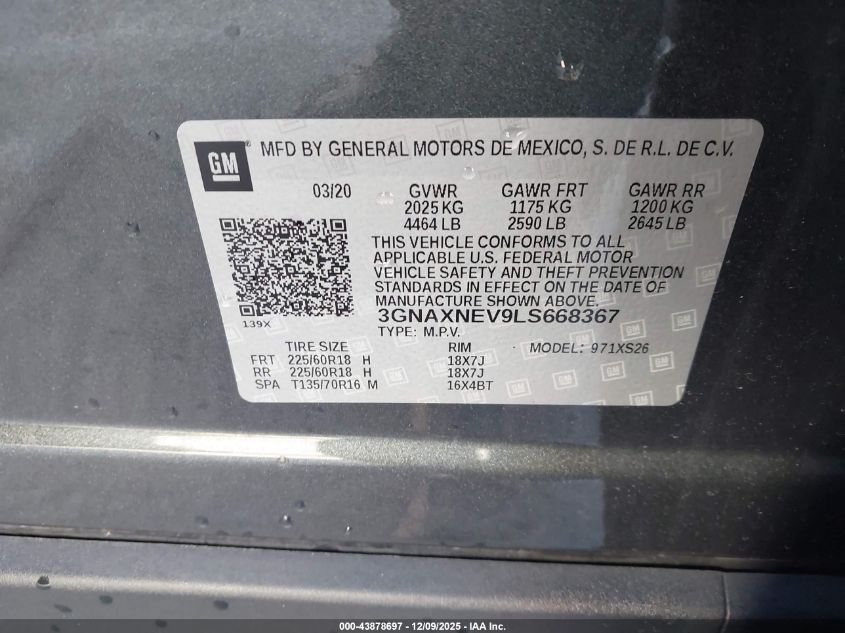 GM
MFD BY GENERAL MOTORS DE MEXICO, S. DE R.L. DE C.V.
03/20 GVWR GAWR FRT GAWR RR
2025 KG 1175 KG 1200 KG
4464 LB 2590 LB 2645 LB
THIS VEHICLE CONFORMS TO ALL
APPLICABLE U.S. FEDERAL MOTOR
VEHICLE SAFETY AND THEFT PREVENTION
STANDARDS IN EFFECT ON THE DATE OF
MANUFACTURE SHOWN ABOVE.
3GNAXNEV9LS668367
139X
TYPE: M.P.V.
TIRE SIZE RIM MODEL: 971XS26
FRT 225/60R18 H 18X7J
RR 225/60R18 H 18X7J
SPA T135/70R16 M 16X4BT
000-43878697 - 12/09/2025 - IAA Inc.